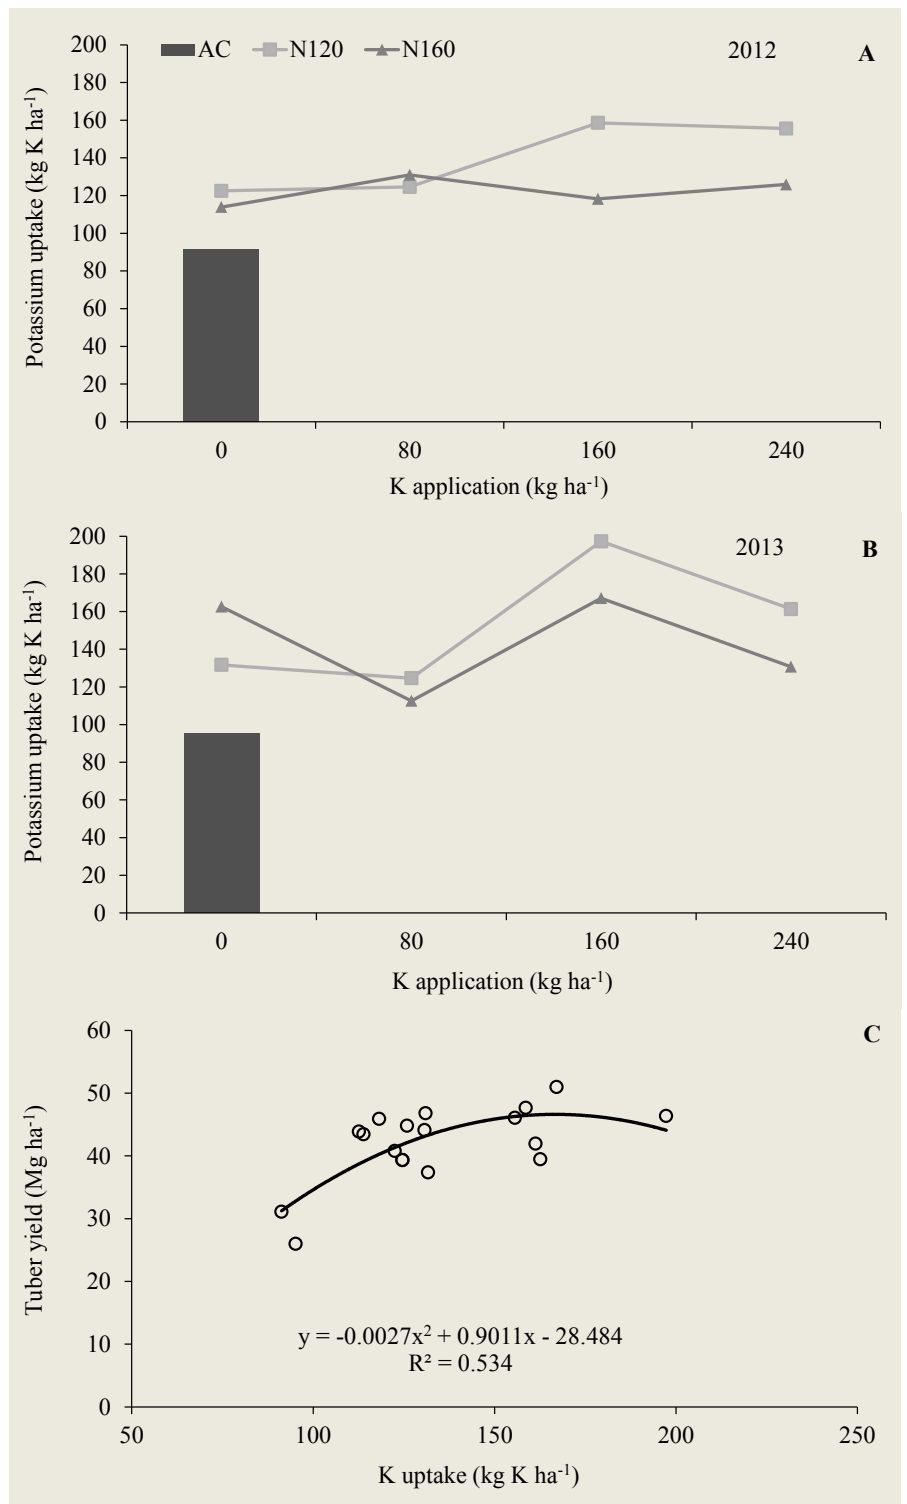 AC N120 N160 2012 A
Potassium uptake (kg K ha⁻¹)
200
180
160
140
120
100
80
60
40
20
0
0 80 160 240
K application (kg ha⁻¹)
2013 B
Potassium uptake (kg K ha⁻¹)
200
180
160
140
120
100
80
60
40
20
0
0 80 160 240
K application (kg ha⁻¹)
C
Tuber yield (Mg ha⁻¹)
60
50
40
30
20
10
0
y = -0.0027x² + 0.9011x - 28.484
R² = 0.534
50 100 150 200 250
K uptake (kg K ha⁻¹)